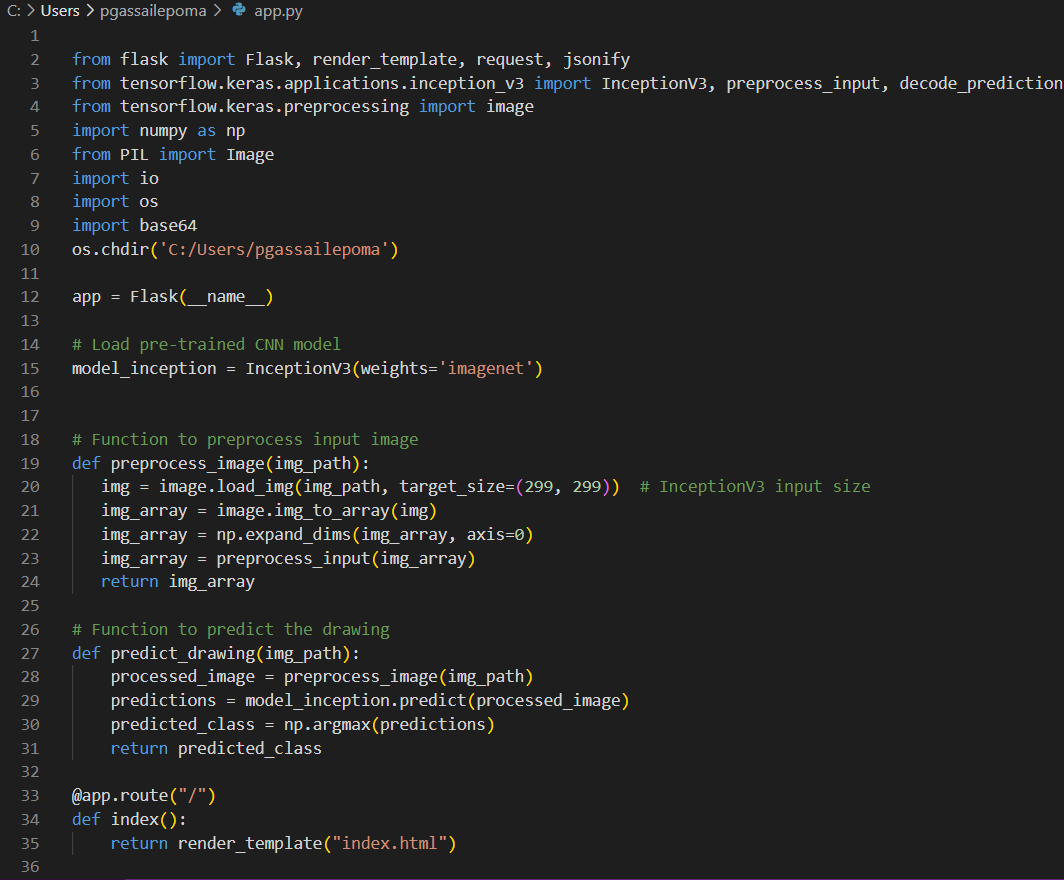 C: > Users > pgassailepoma > app.py
1
2 from flask import Flask, render_template, request, jsonify
3 from tensorflow.keras.applications.inception_v3 import InceptionV3, preprocess_input, decode_prediction
4 from tensorflow.keras.preprocessing import image
5 import numpy as np
6 from PIL import Image
7 import io
8 import os
9 import base64
10 os.chdir('C:/Users/pgassailepoma')
11
12 app = Flask(__name__)
13
14 # Load pre-trained CNN model
15 model_inception = InceptionV3(weights='imagenet')
16
17
18 # Function to preprocess input image
19 def preprocess_image(img_path):
20    img = image.load_img(img_path, target_size=(299, 299))  # InceptionV3 input size
21    img_array = image.img_to_array(img)
22    img_array = np.expand_dims(img_array, axis=0)
23    img_array = preprocess_input(img_array)
24    return img_array
25
26 # Function to predict the drawing
27 def predict_drawing(img_path):
28     processed_image = preprocess_image(img_path)
29     predictions = model_inception.predict(processed_image)
30     predicted_class = np.argmax(predictions)
31     return predicted_class
32
33 @app.route("/")
34 def index():
35     return render_template("index.html")
36